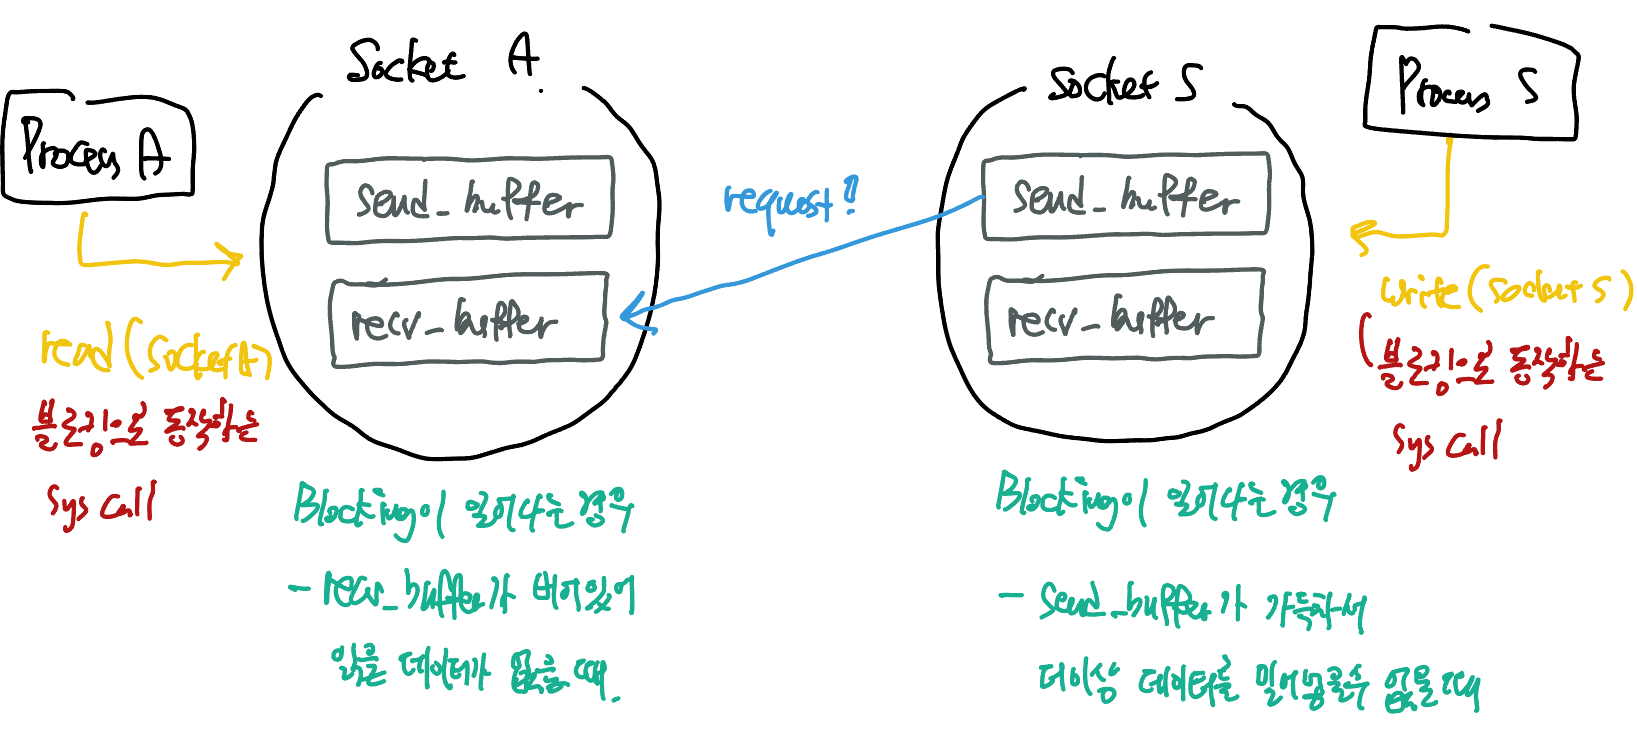 Socket A
Process A
send_buffer
recv_buffer
read(socketA)
블로킹으로 동작하는
sys call
Blocking이 일어나는 경우
- recv_buffer가 비어있어
읽을 데이터가 없을 때.
request?
Socket S
Process S
send_buffer
recv_buffer
write(socket S)
블로킹으로 동작하는
sys call
Blocking이 일어나는 경우
- send_buffer가 가득차서
더이상 데이터를 밀어넣을수 없을때